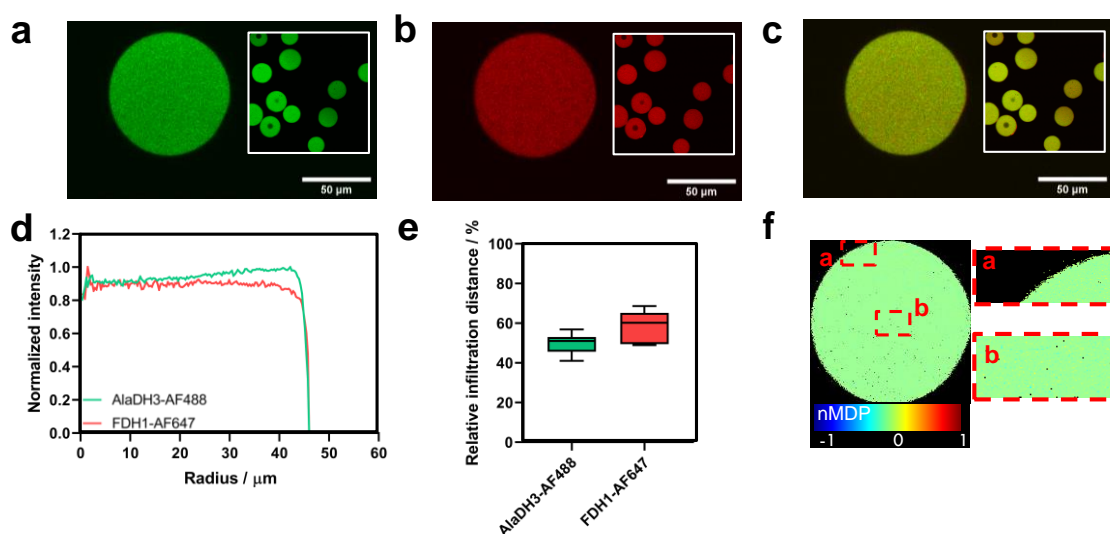 a
b
c
50 µm
50 µm
50 µm
d
e
f
1.2
1.0
0.8
0.6
0.4
0.2
0.0
Normalized intensity
AlaDH3-AF488
FDH1-AF647
0 10 20 30 40 50 60
Radius / µm
100
80
60
40
20
0
Relative infiltration distance / %
AlaDH3-AF488
FDH1-AF647
a
b
nMDP
-1 0 1
a
b